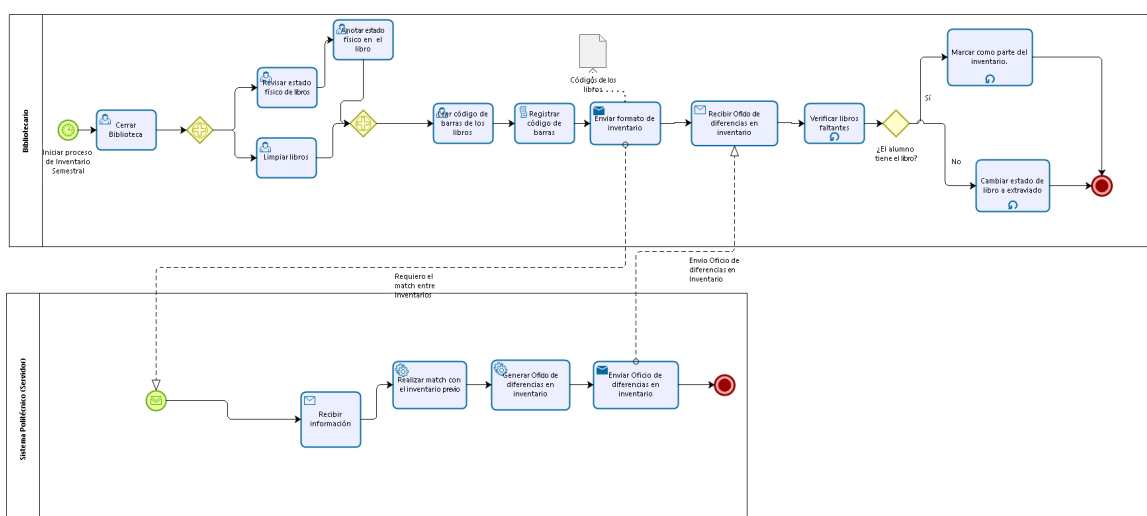 Bibliotecario
Iniciar proceso
de Inventario
Semestral
Cerrar
Biblioteca
Revisar estado
físico de libros
Anotar estado
físico en el
libro
Limpiar libros
código de
barras de los
libros
Registrar
código de
barras
Códigos de los
libros
Enviar formato de
inventario
Recibir Oficio de
diferencias en
inventario
Verificar libros
faltantes
¿El alumno
tiene el libro?
Sí
No
Marcar como parte del
inventario.
Cambiar estado de
libro a extraviado
Requiero el
match entre
inventarios
Envio Oficio de
diferencias en
Inventario
Sistema Politécnico (Servidor)
Recibir
información
Realizar match con
el inventario previo
Generar Oficio de
diferencias en
inventario
Enviar Oficio de
diferencias en
inventario